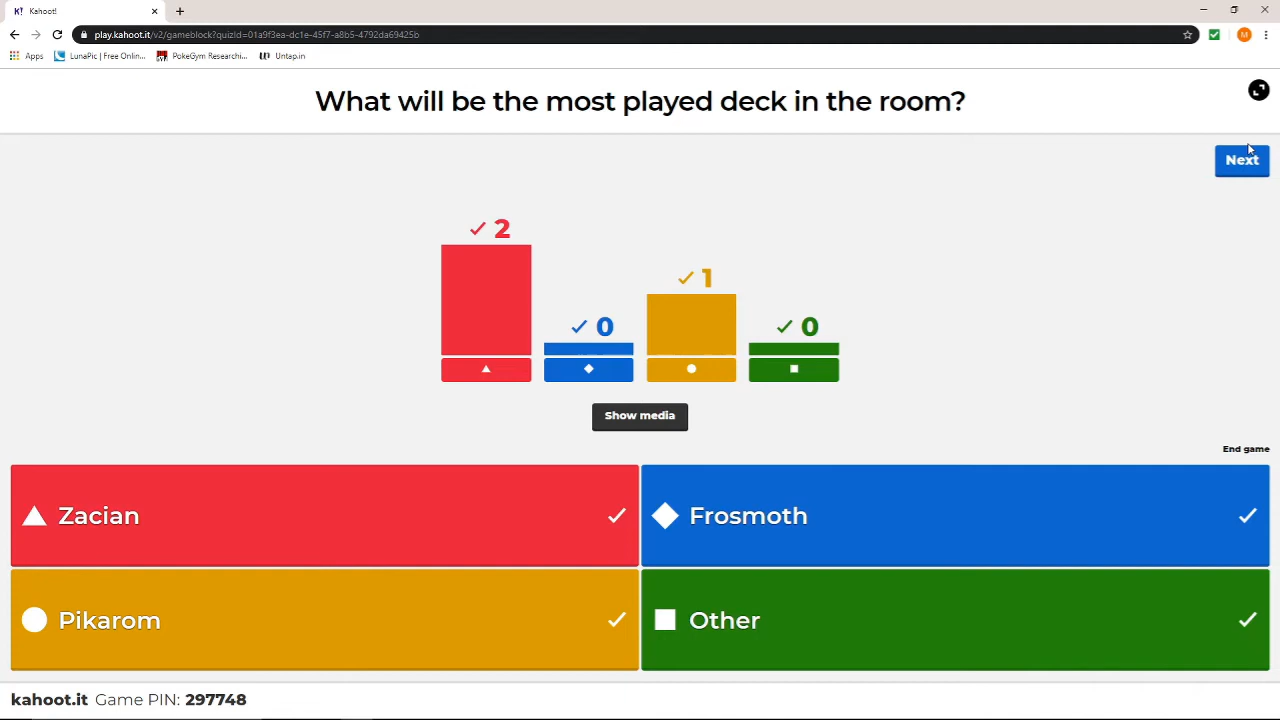 K! Kahoot!
play.kahoot.it/v2/gameblock?quizId=01a9f3ea-dc1e-45f7-a8b5-4792da69425b
M
Apps LunaPic | Free Onlin... PokeGym Researchi... Untap.in
What will be the most played deck in the room?
Next
2
1
0
0
Show media
End game
Zacian
Frosmoth
Pikarom
Other
kahoot.it Game PIN: 297748